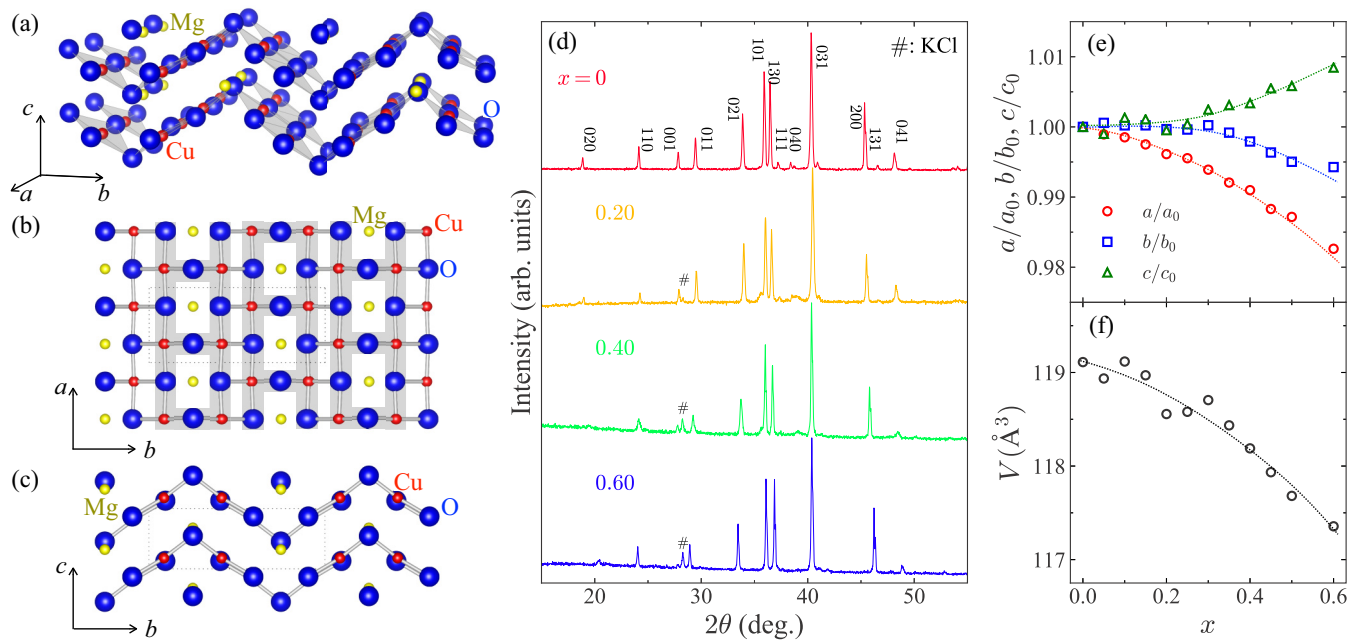 (a)
Mg
O
Cu
c
a
b
(b)
Mg
Cu
O
a
b
(c)
Mg
Cu
O
c
b
(d)
#: KCl
x = 0
020
110
001
011
021
101
130
111
040
031
200
131
041
0.20
#
0.40
#
0.60
#
Intensity (arb. units)
20 30 40 50
2θ (deg.)
(e)
1.01
1.00
0.99
0.98
a/a₀, b/b₀, c/c₀
a/a₀
b/b₀
c/c₀
(f)
119
118
117
V (Å³)
0.0 0.2 0.4 0.6
x